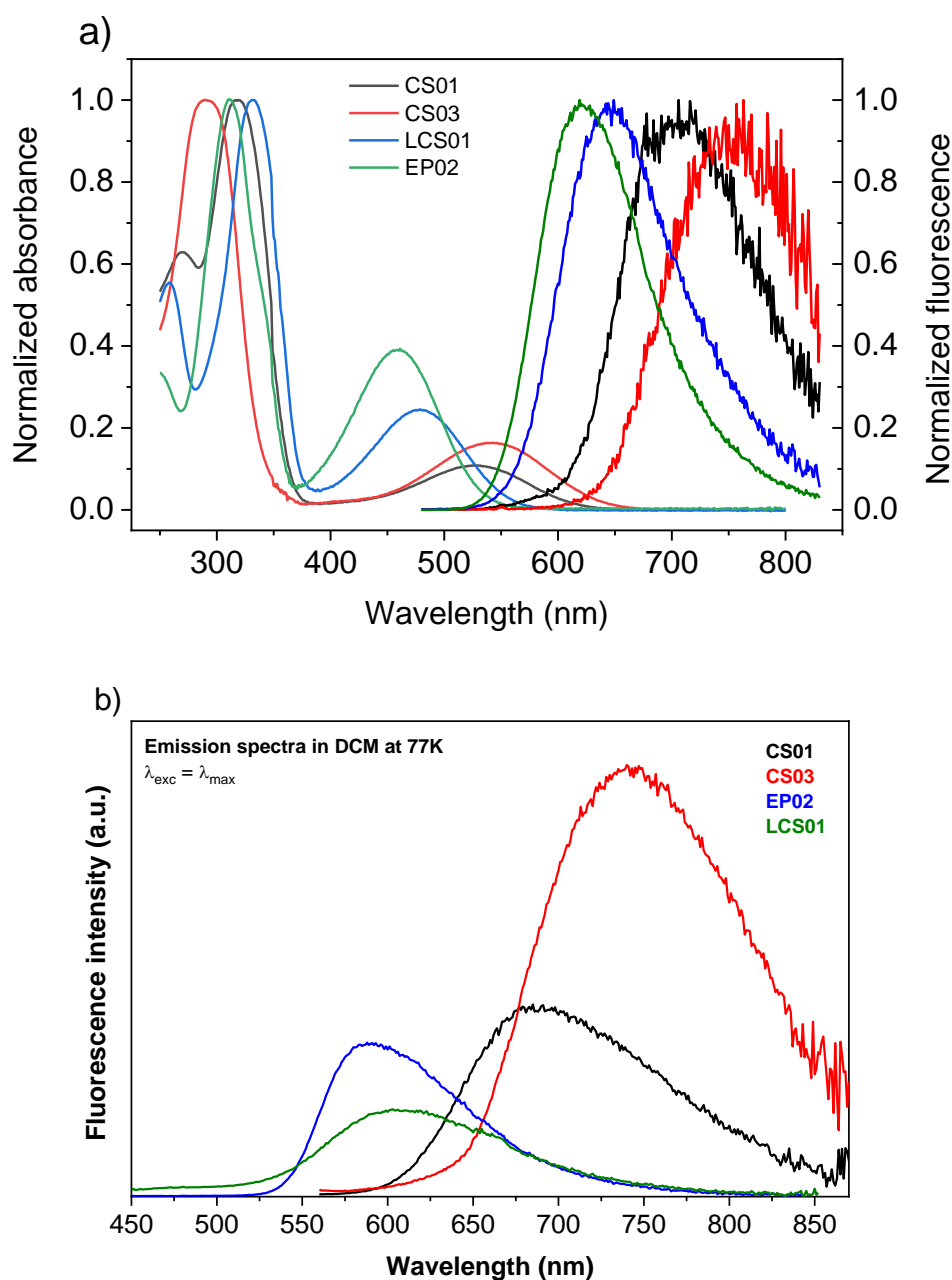 a)
CS01
CS03
LCS01
EP02
1.0
0.8
0.6
0.4
0.2
0.0
Normalized absorbance
1.0
0.8
0.6
0.4
0.2
0.0
Normalized fluorescence
300 400 500 600 700 800
Wavelength (nm)
b)
Emission spectra in DCM at 77K
λexc = λmax
CS01
CS03
EP02
LCS01
Fluorescence intensity (a.u.)
450 500 550 600 650 700 750 800 850
Wavelength (nm)